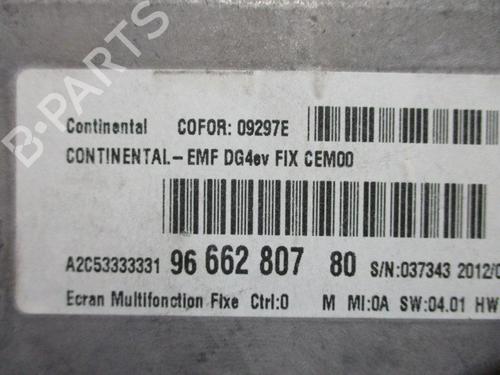 Continental COFOR: 09297E
CONTINENTAL-EMF DG4ev FIX CEM00
A2C53333331 96 662 807 80 S/N:037343 2012/0
Ecran Multifonction Fixe Ctrl:0 M MI:0A SW:04.01 HW
B-PARTS